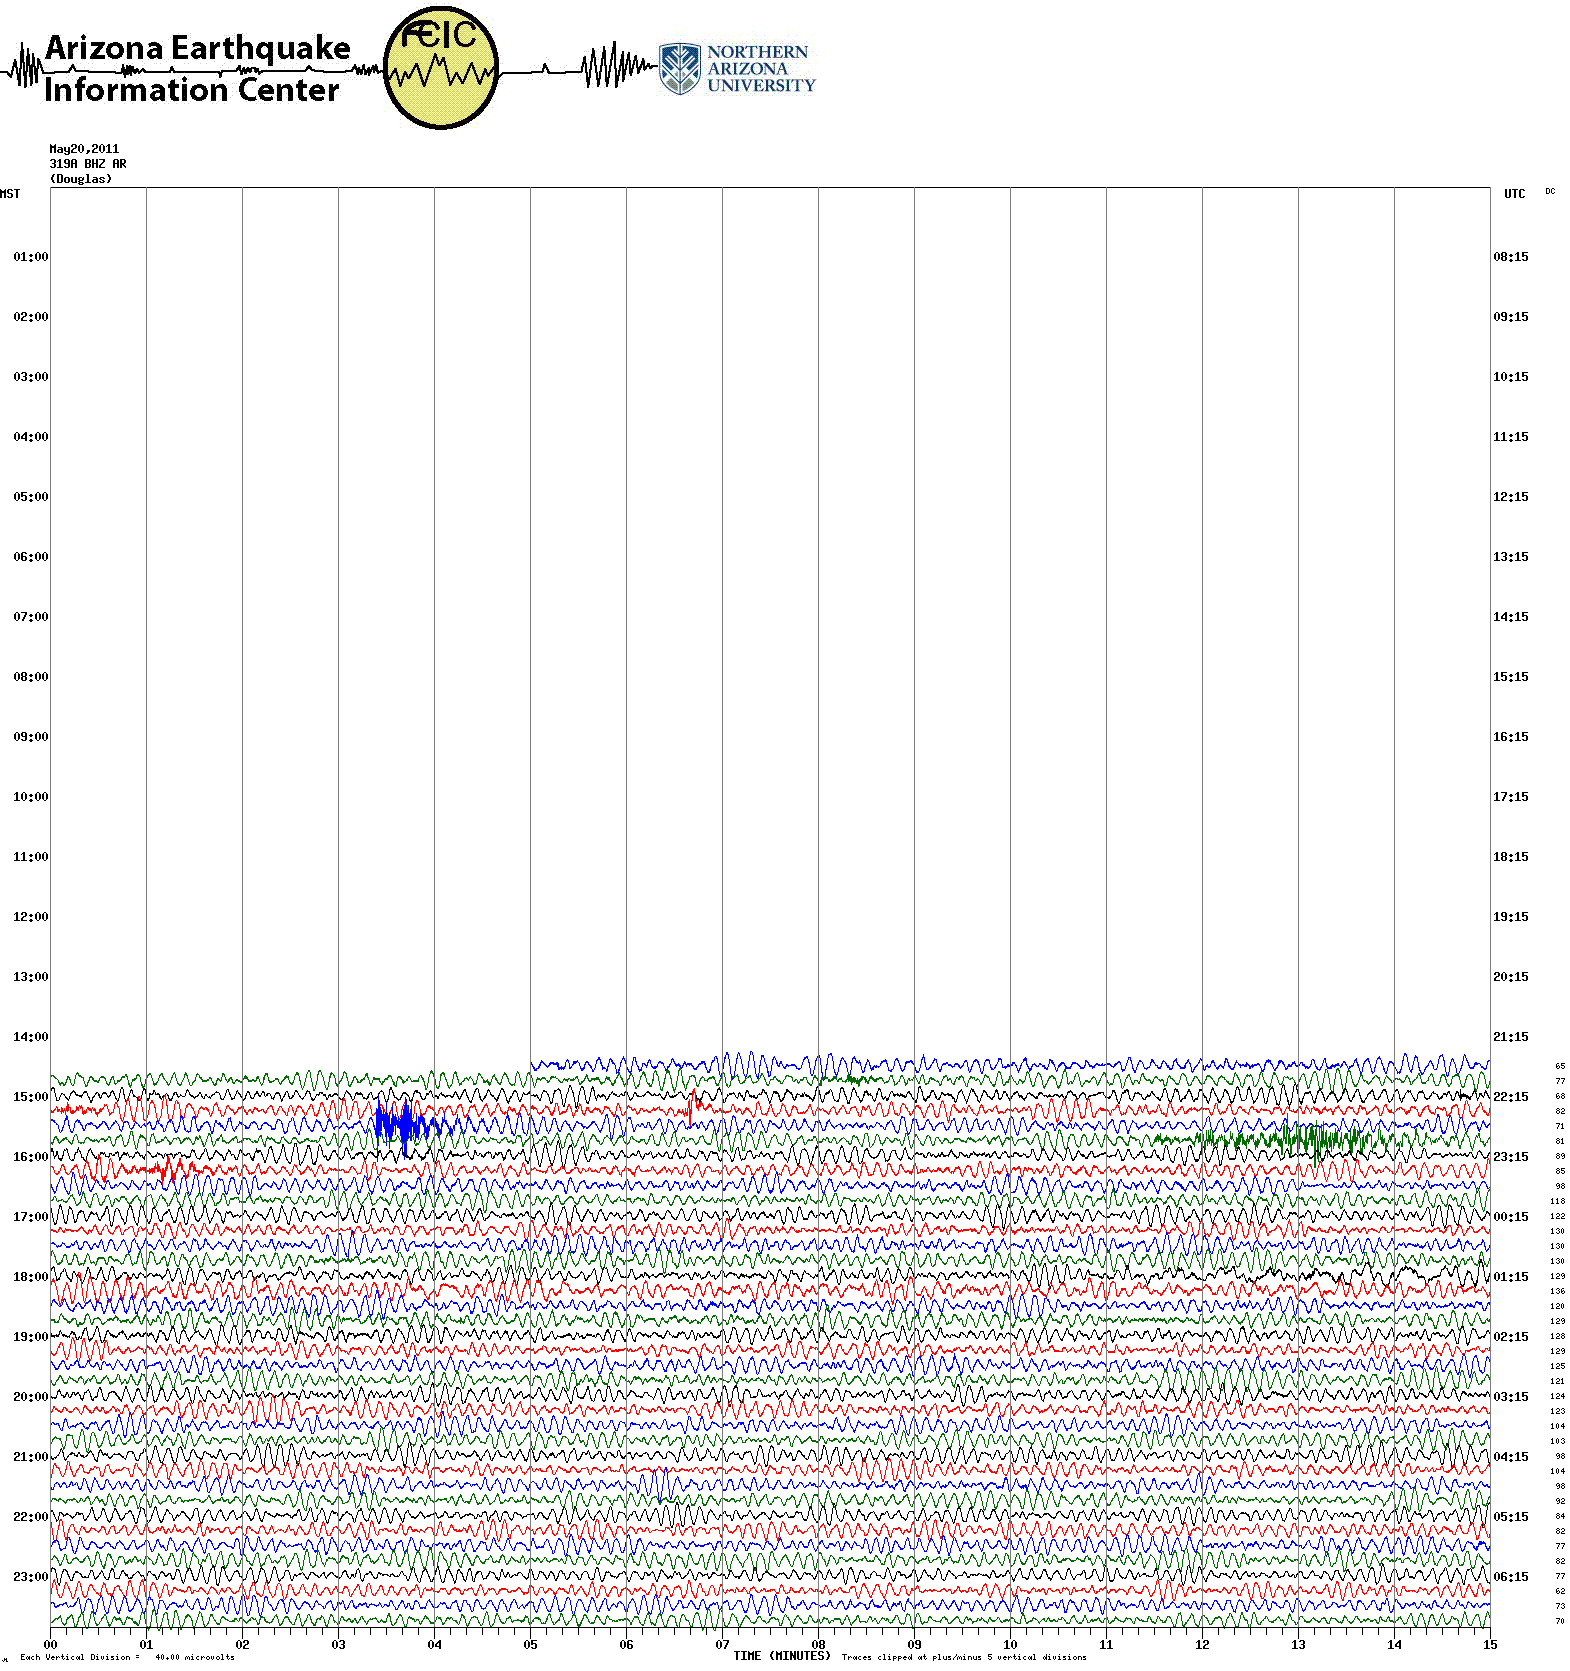 Arizona Earthquake
Information Center
ÆEIC
NORTHERN
ARIZONA
UNIVERSITY
May20,2011
319A BHZ AR
(Douglas)
MST UTC DC
01:00 08:15
02:00 09:15
03:00 10:15
04:00 11:15
05:00 12:15
06:00 13:15
07:00 14:15
08:00 15:15
09:00 16:15
10:00 17:15
11:00 18:15
12:00 19:15
13:00 20:15
14:00 21:15
65
77
15:00 22:15 68
82
71
81
16:00 23:15 89
85
98
118
17:00 00:15 122
130
130
130
18:00 01:15 129
136
120
129
19:00 02:15 128
129
125
121
20:00 03:15 124
123
104
103
21:00 04:15 98
104
98
92
22:00 05:15 84
82
77
82
23:00 06:15 77
62
73
70
00 01 02 03 04 05 06 07 08 09 10 11 12 13 14 15
TIME (MINUTES) Traces clipped at plus/minus 5 vertical divisions
Each Vertical Division = 40.00 microvolts